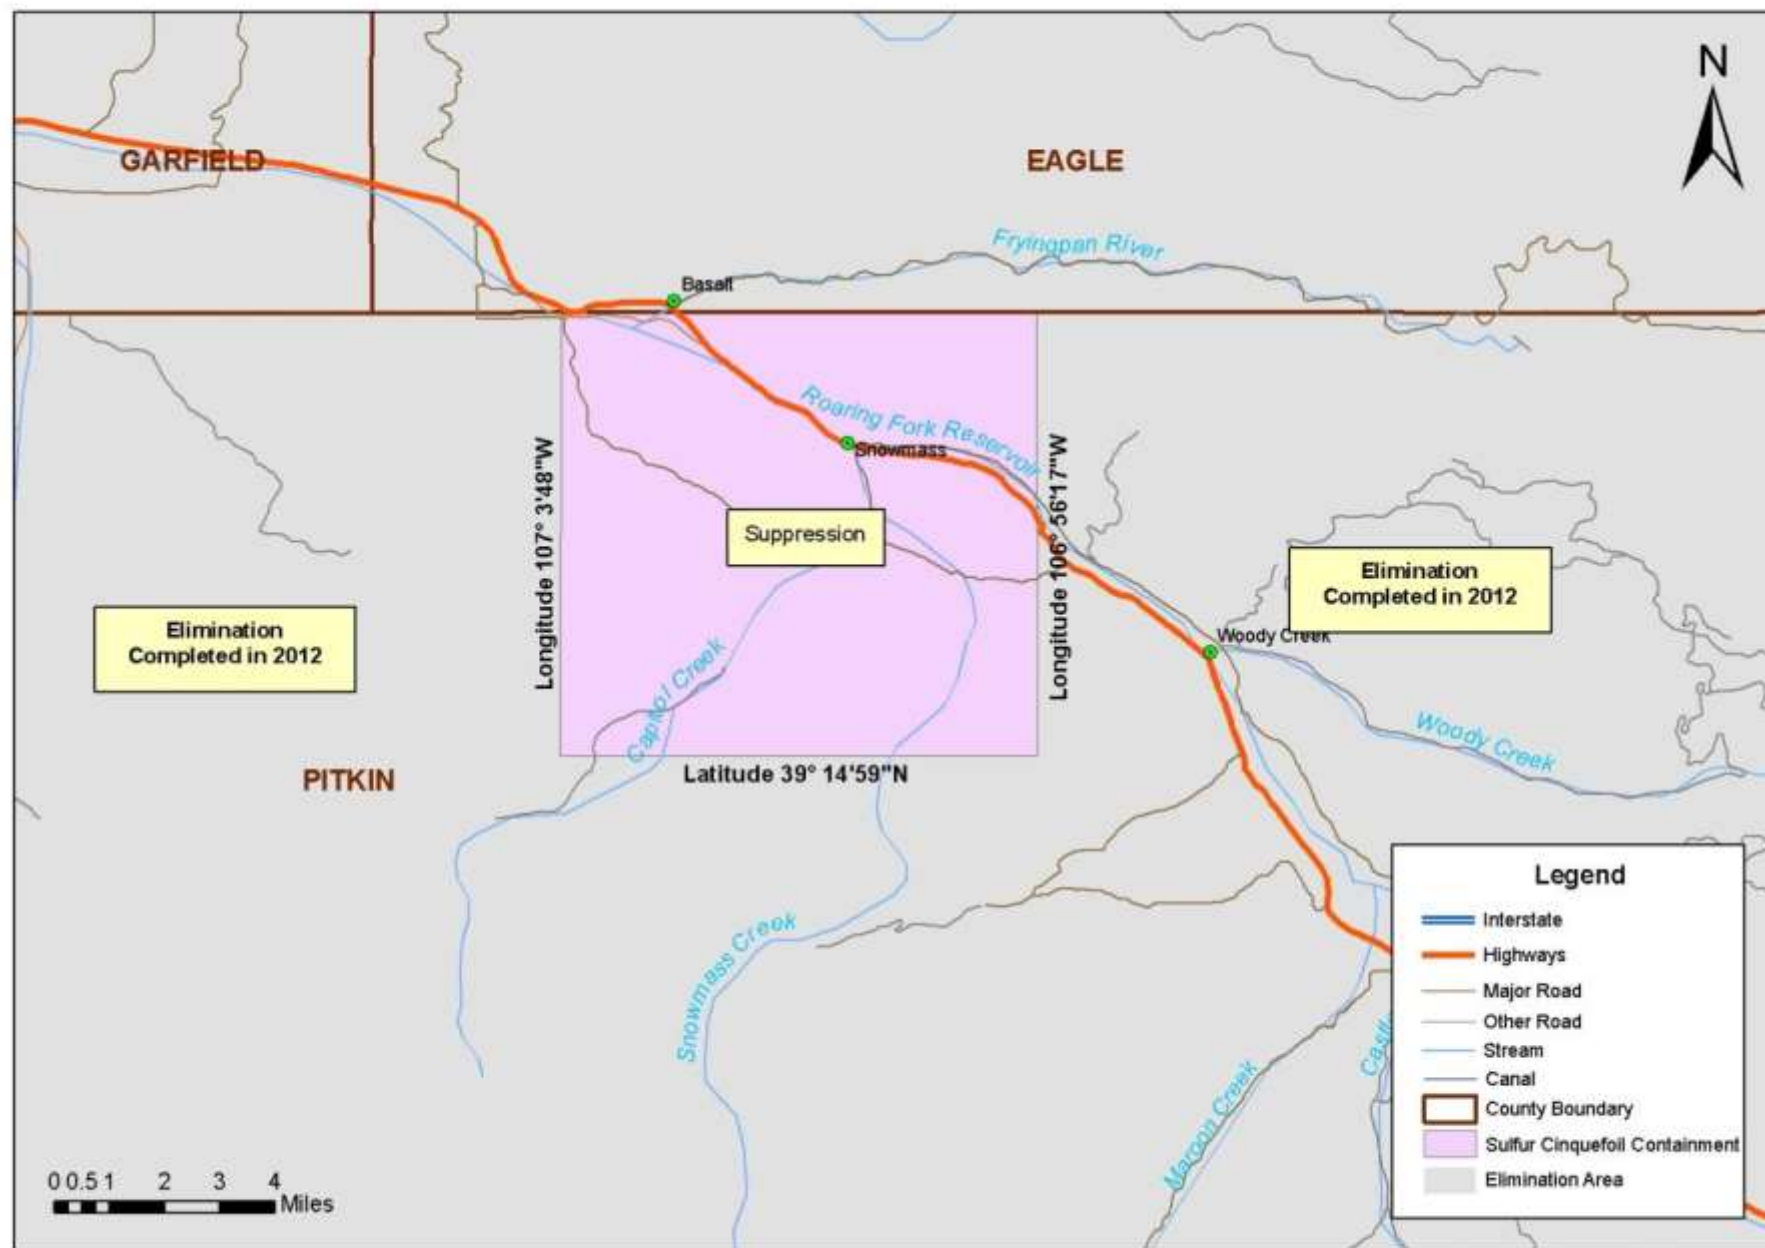 N
GARFIELD
EAGLE
Fryingpan River
Basalt
Roaring Fork Reservoir
Snowmass
Longitude 107° 3'48"W
Longitude 106° 56'17"W
Suppression
Elimination
Completed in 2012
Elimination
Completed in 2012
Woody Creek
Capitol Creek
Woody Creek
PITKIN
Latitude 39° 14'59"N
Snowmass Creek
Maroon Creek
Legend
Interstate
Highways
Major Road
Other Road
Stream
Canal
County Boundary
Sulfur Cinquefoil Containment
Elimination Area
0 0.5 1 2 3 4
Miles